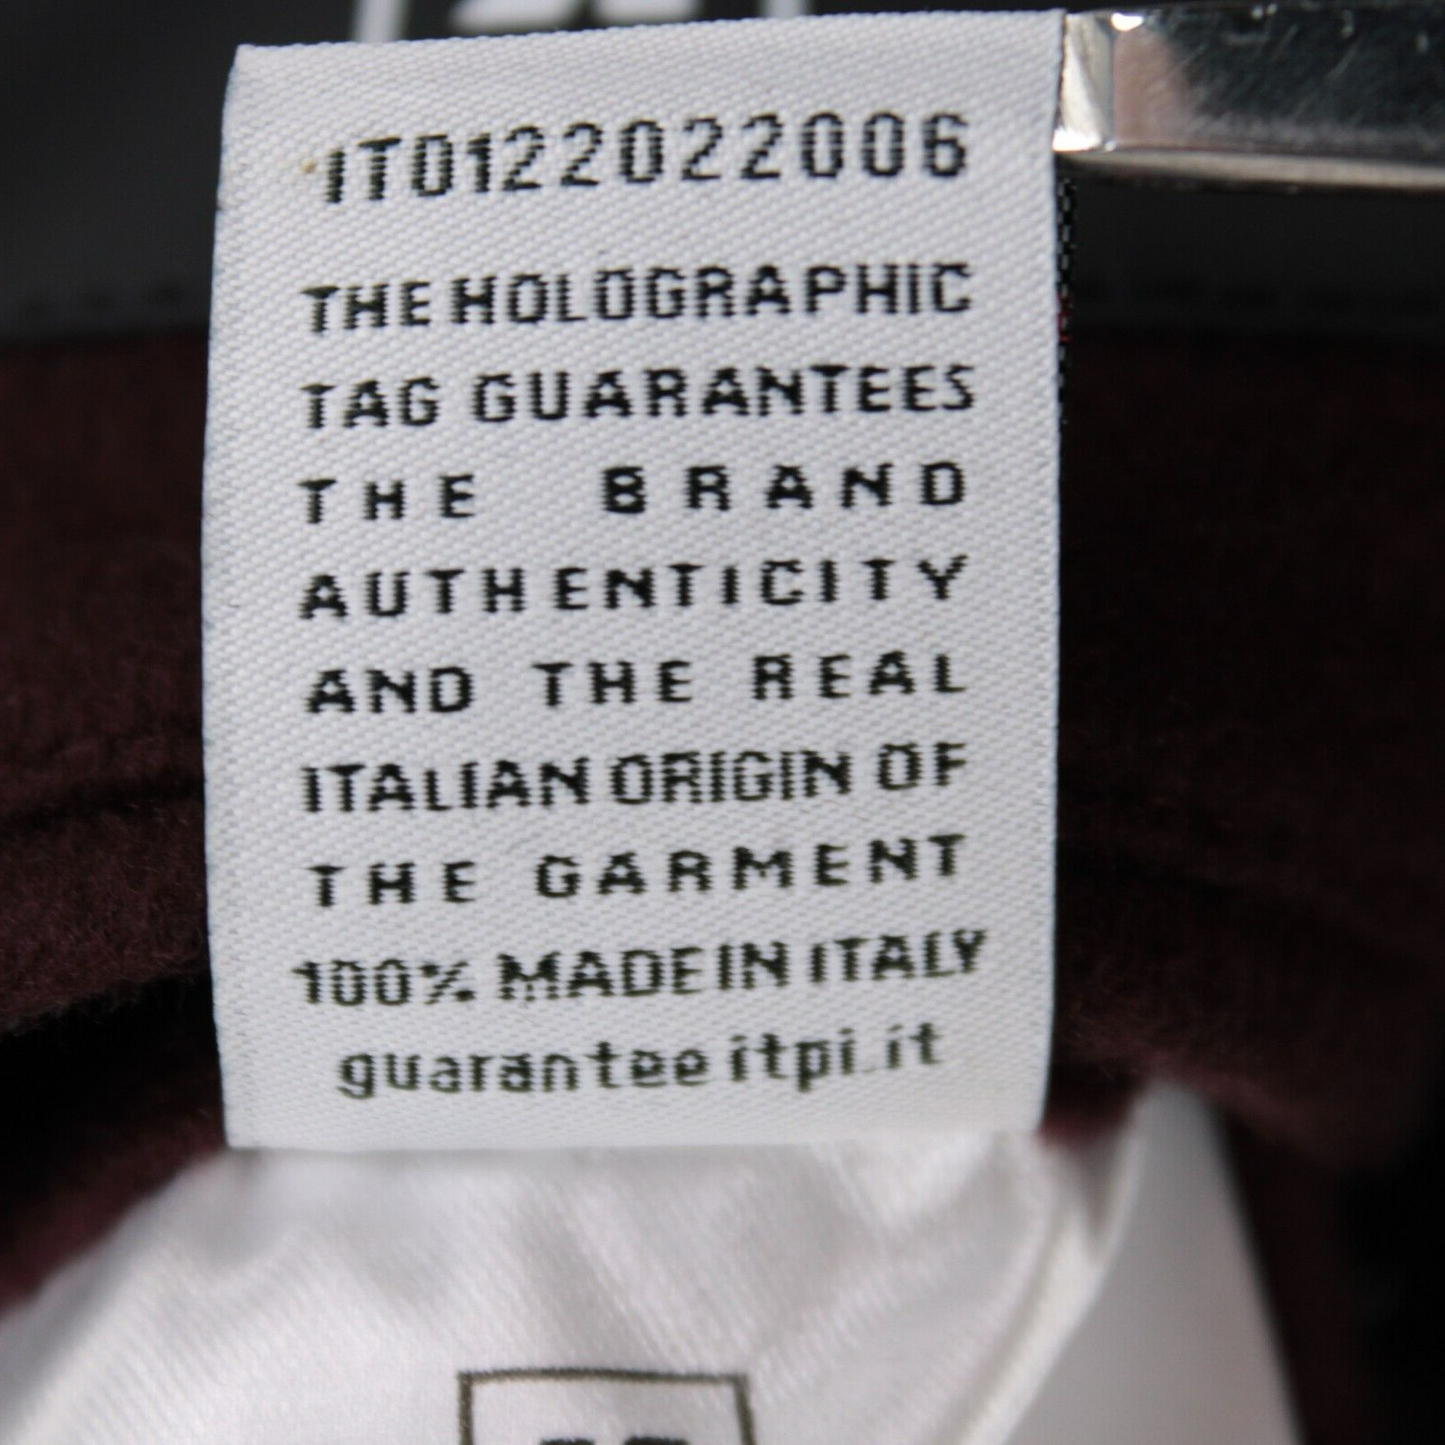 IT0122022006
THE HOLOGRAPHIC
TAG GUARANTEES
THE BRAND
AUTHENTICITY
AND THE REAL
ITALIAN ORIGIN OF
THE GARMENT
100% MADE IN ITALY
guarantee itpi.it